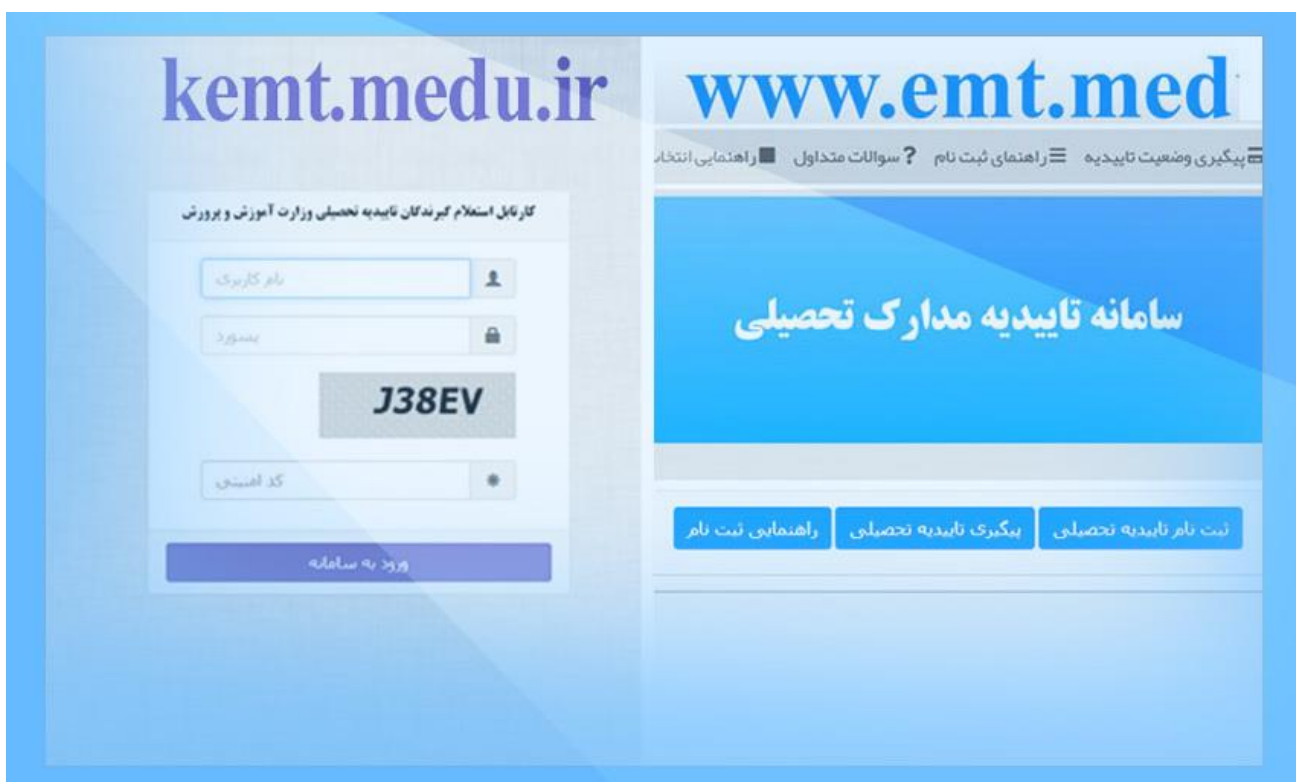 kemt.medu.ir
www.emt.med
پیگیری وضعیت تاییدیه راهنمای ثبت نام ? سوالات متداول راهنمایی انتخاب
کارتابل استعلام گیرندگان تاییدیه تحصیلی وزارت آموزش و پرورش
نام کاربری
پسورد
J38EV
کد امنیتی
ورود به سامانه
سامانه تاییدیه مدارک تحصیلی
ثبت نام تاییدیه تحصیلی
پیگیری تاییدیه تحصیلی
راهنمایی ثبت نام